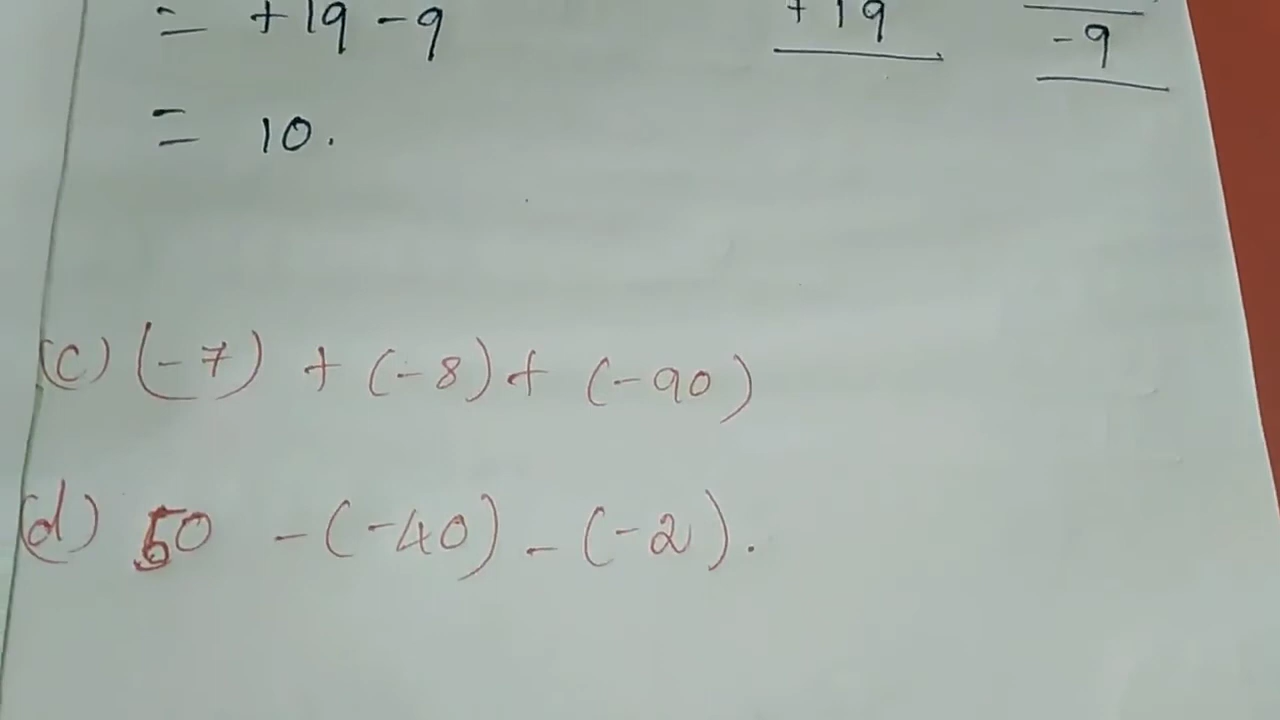 = + 19 - 9
+ 19
- 9
= 10.
(c) (-7) + (-8) + (-90)
(d) 50 - (-40) - (-2).